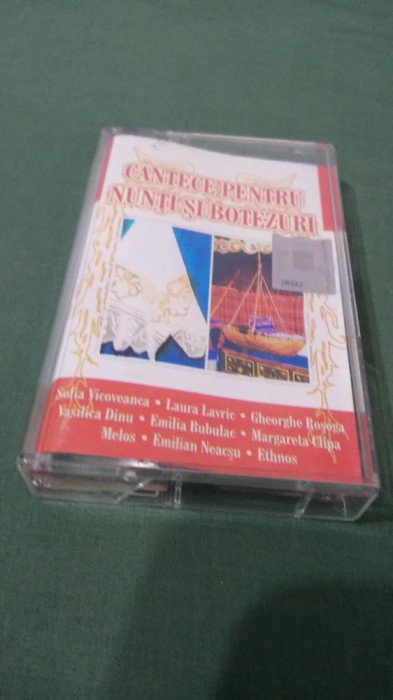 CANTECE PENTRU
NUNȚI ȘI BOTEZURI
Sofia Vicoveanca • Laura Lavric • Gheorghe Roșoga
Vasilica Dinu • Emilia Bubulac • Margareta Clipa
Melos • Emilian Neacșu • Ethnos